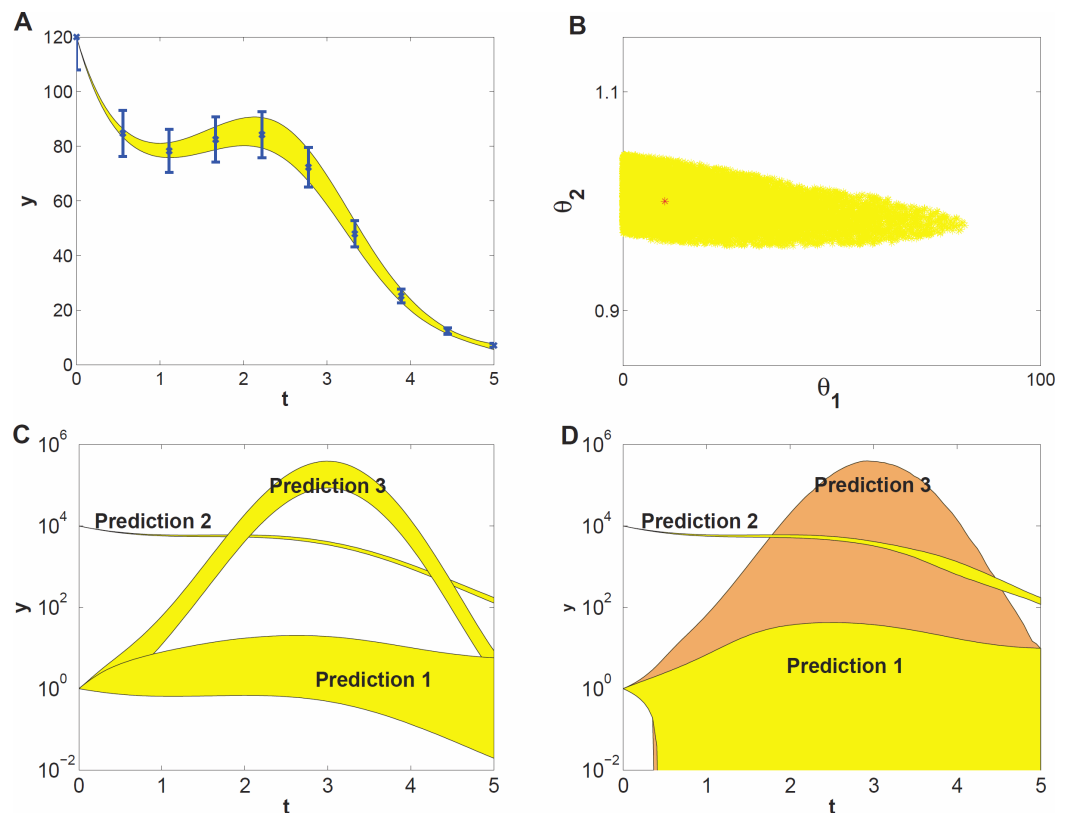 A
120
100
80
60
40
20
0
y
0 1 2 3 4 5
t
B
1.1
0.9
θ2
0 100
θ1
C
10^6
10^4
10^2
10^0
10^−2
y
Prediction 3
Prediction 2
Prediction 1
0 1 2 3 4 5
t
D
10^6
10^4
10^2
10^0
10^−2
y
Prediction 3
Prediction 2
Prediction 1
0 1 2 3 4 5
t